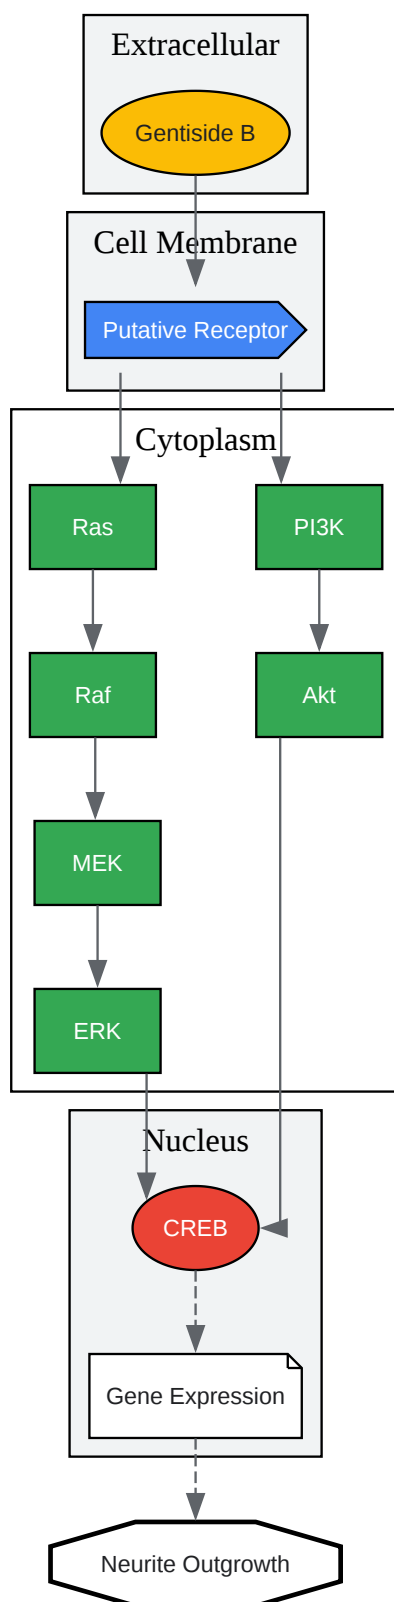 Extracellular
Gentiside B
Cell Membrane
Putative Receptor
Cytoplasm
Ras
PI3K
Raf
Akt
MEK
ERK
Nucleus
CREB
Gene Expression
Neurite Outgrowth